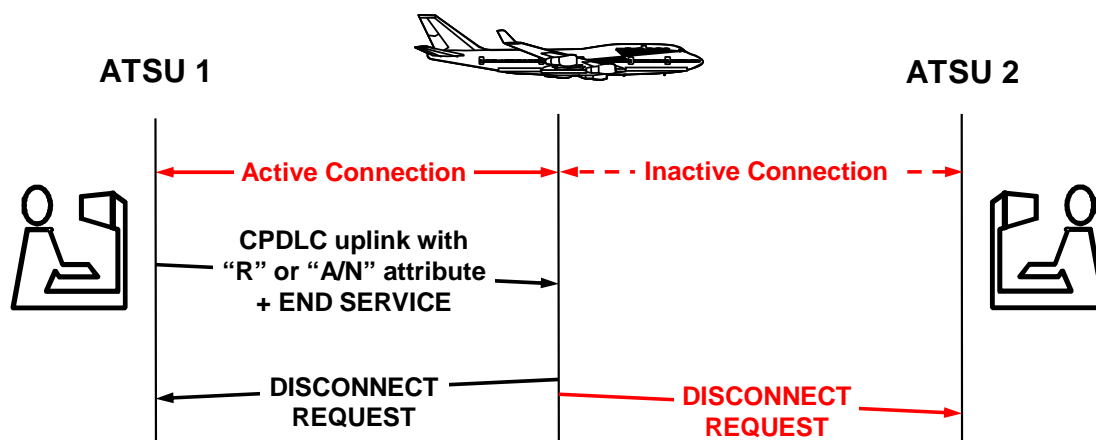 ATSU 1
ATSU 2
Active Connection
Inactive Connection
CPDLC uplink with
“R” or “A/N” attribute
+ END SERVICE
DISCONNECT
REQUEST
DISCONNECT
REQUEST